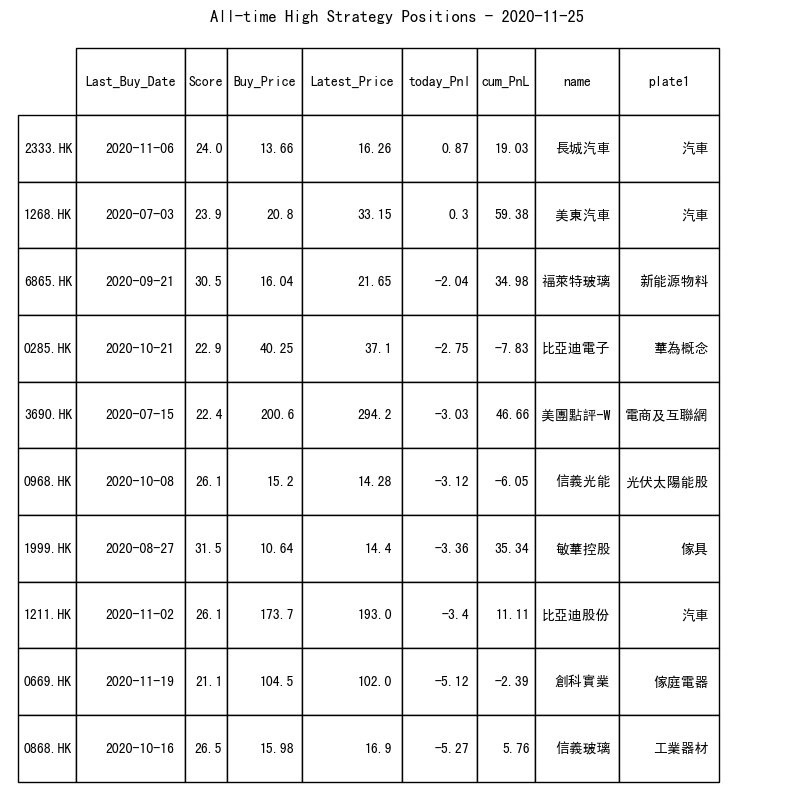 All-time High Strategy Positions - 2020-11-25
Last_Buy_Date Score Buy_Price Latest_Price today_Pnl cum_PnL name plate1
2333.HK 2020-11-06 24.0 13.66 16.26 0.87 19.03 長城汽車 汽車
1268.HK 2020-07-03 23.9 20.8 33.15 0.3 59.38 美東汽車 汽車
6865.HK 2020-09-21 30.5 16.04 21.65 -2.04 34.98 福萊特玻璃 新能源物料
0285.HK 2020-10-21 22.9 40.25 37.1 -2.75 -7.83 比亞迪電子 華為概念
3690.HK 2020-07-15 22.4 200.6 294.2 -3.03 46.66 美團點評-W 電商及互聯網
0968.HK 2020-10-08 26.1 15.2 14.28 -3.12 -6.05 信義光能 光伏太陽能股
1999.HK 2020-08-27 31.5 10.64 14.4 -3.36 35.34 敏華控股 傢具
1211.HK 2020-11-02 26.1 173.7 193.0 -3.4 11.11 比亞迪股份 汽車
0669.HK 2020-11-19 21.1 104.5 102.0 -5.12 -2.39 創科實業 傢庭電器
0868.HK 2020-10-16 26.5 15.98 16.9 -5.27 5.76 信義玻璃 工業器材